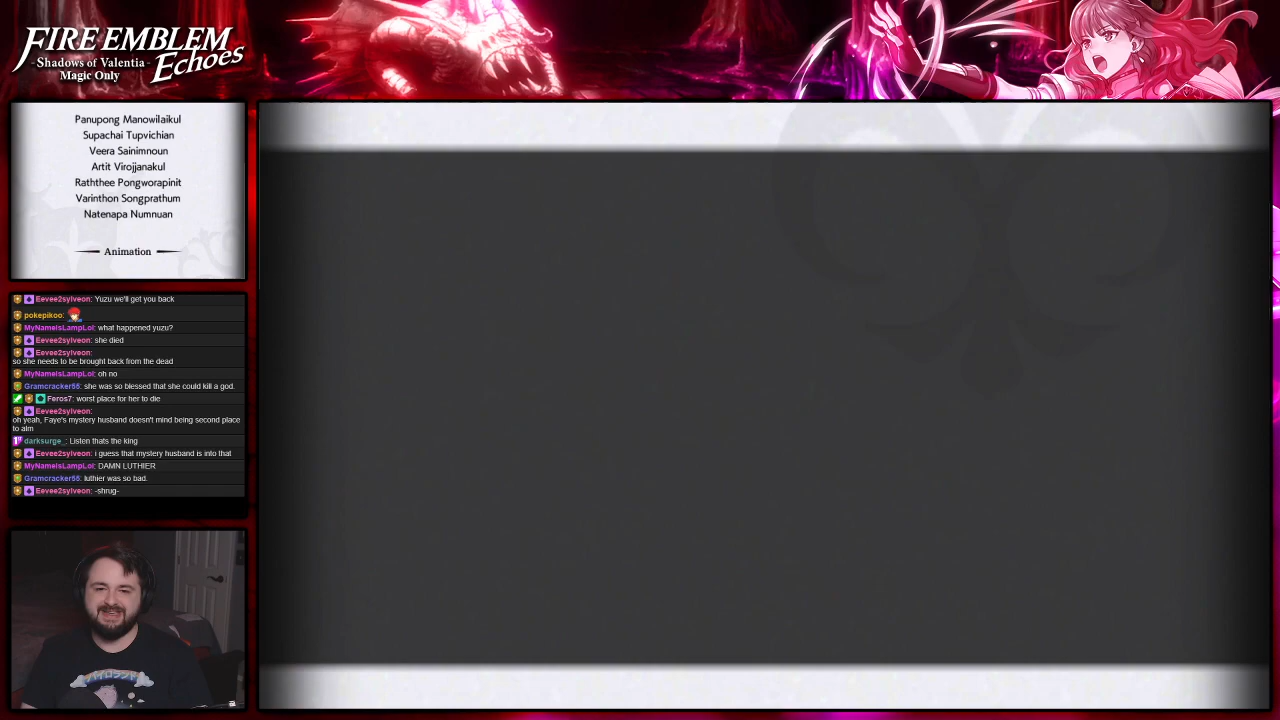 FIRE EMBLEM
Echoes
Shadows of Valentia
Magic Only
Panupong Manowilaikul
Supachai Tupvichian
Veera Sainimnoun
Artit Virojjanakul
Raththee Pongworapinit
Varinthon Songprathum
Natenapa Numnuan
Animation
Eevee2sylveon: Yuzu we'll get you back
pokepikoo:
MyNameIsLampLol: what happened yuzu?
Eevee2sylveon: she died
Eevee2sylveon:
so she needs to be brought back from the dead
MyNameIsLampLol: oh no
Gramcracker55: she was so blessed that she could kill a god.
Feros7: worst place for her to die
Eevee2sylveon:
oh yeah, Faye's mystery husband doesn't mind being second place
to alm
darksurge_: Listen thats the king
Eevee2sylveon: i guess that mystery husband is into that
MyNameIsLampLol: DAMN LUTHIER
Gramcracker55: luthier was so bad.
Eevee2sylveon: -shrug-